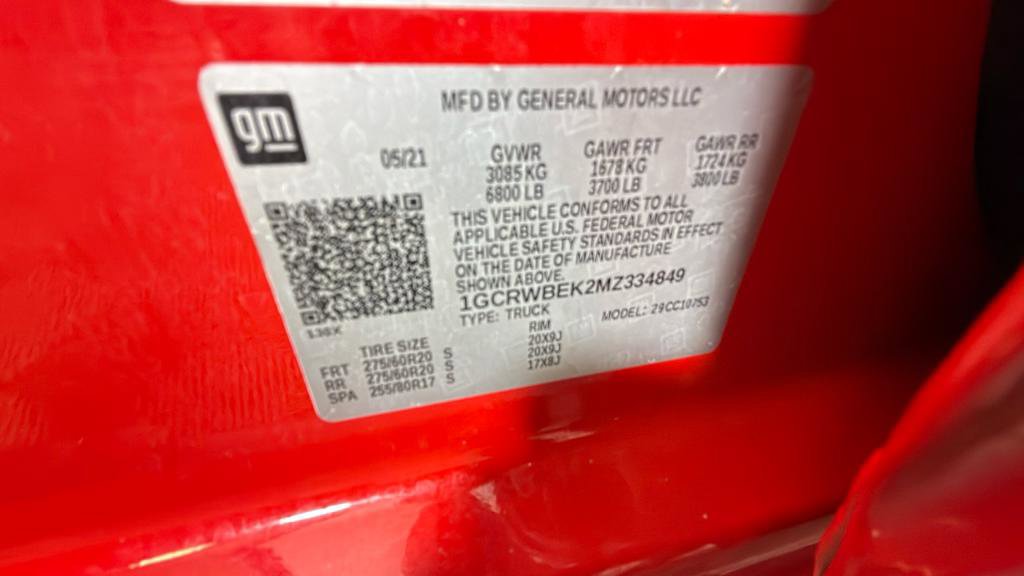 gm
MFD BY GENERAL MOTORS LLC
05/21
GVWR
3085 KG
6800 LB
GAWR FRT
1678 KG
3700 LB
GAWR RR
1724 KG
3800 LB
THIS VEHICLE CONFORMS TO ALL
APPLICABLE U.S. FEDERAL MOTOR
VEHICLE SAFETY STANDARDS IN EFFECT
ON THE DATE OF MANUFACTURE
SHOWN ABOVE.
1GCRWBEK2MZ334849
TYPE: TRUCK
MODEL: 29CC10753
138X
TIRE SIZE
RIM
FRT 275/60R20 S 20X9J
RR 275/60R20 S 20X9J
SPA 255/80R17 S 17X8J